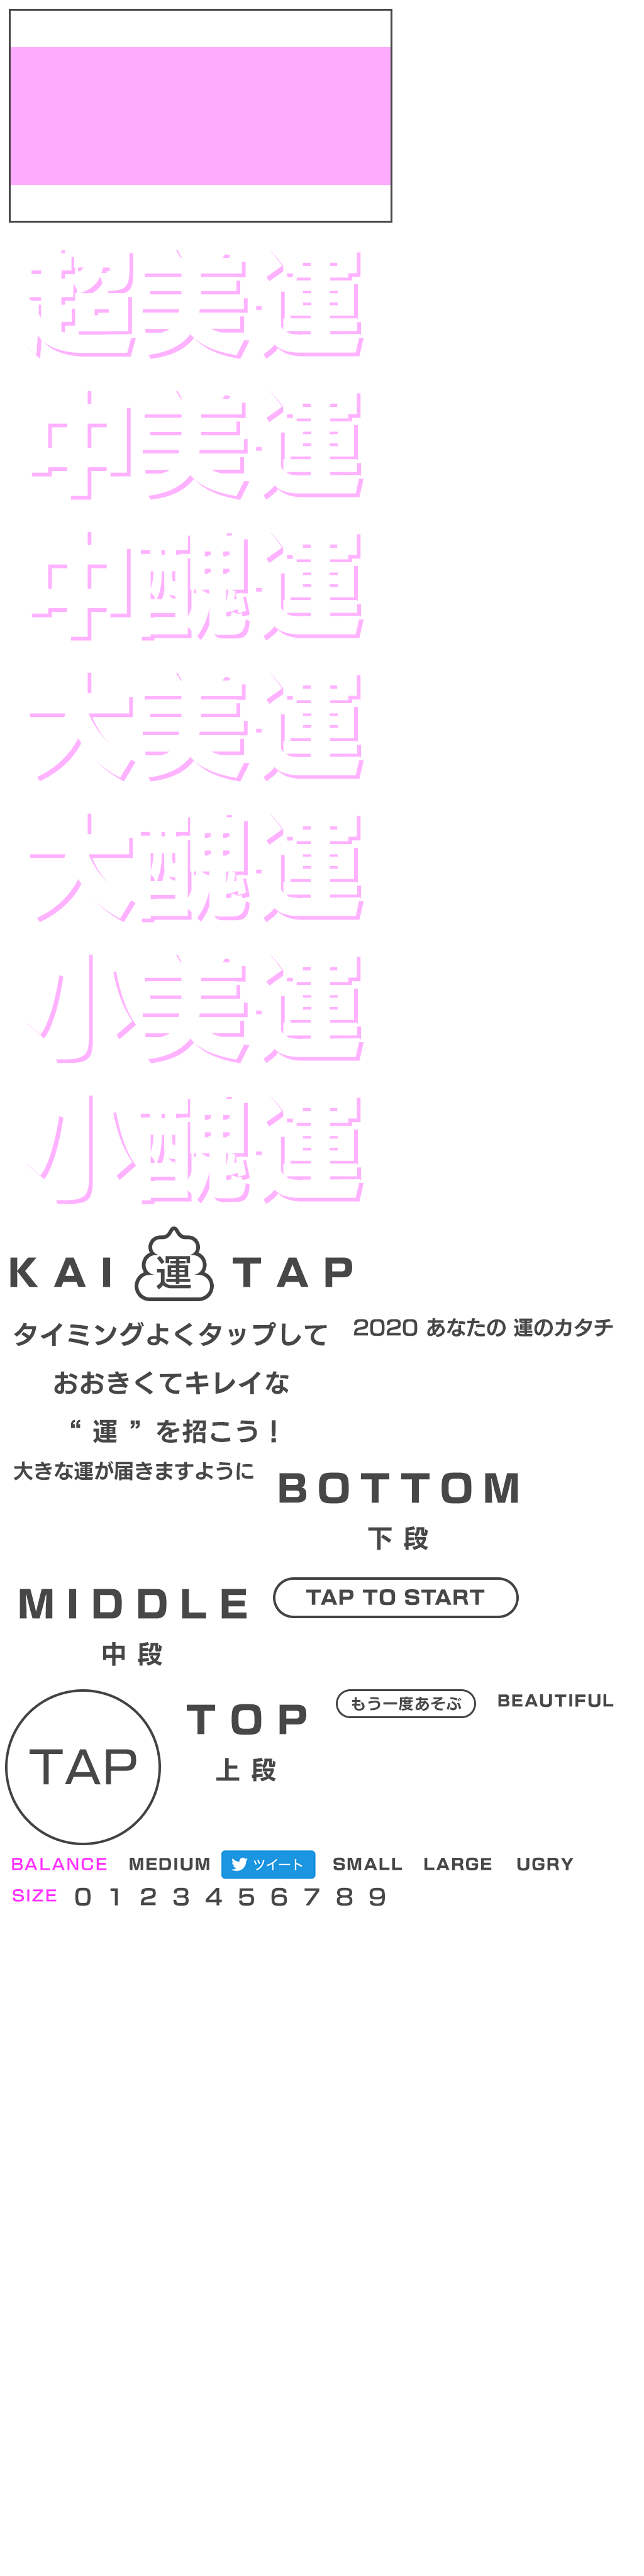 超美運
中美運
中醜運
大美運
大醜運
小美運
小醜運
KAI 運 TAP
タイミングよくタップして
おおきくてキレイな
“ 運 ” を招こう！
2020 あなたの 運のカタチ
大きな運が届きますように
BOTTOM
下 段
MIDDLE
中 段
TAP TO START
TAP
TOP
上 段
もう一度あそぶ
BEAUTIFUL
BALANCE
MEDIUM
ツイート
SMALL
LARGE
UGRY
SIZE
0 1 2 3 4 5 6 7 8 9